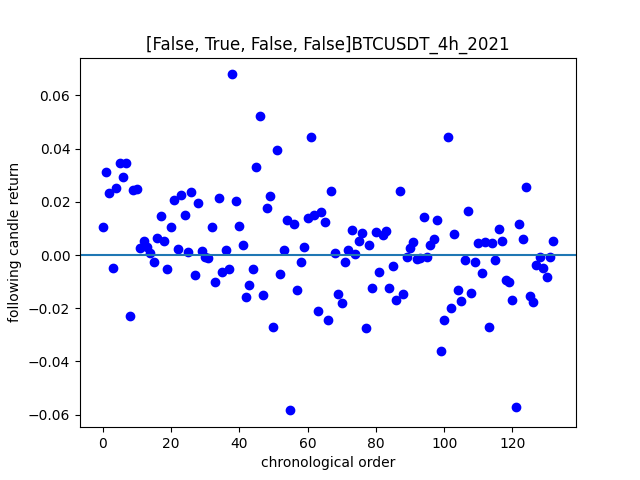 [False, True, False, False]BTCUSDT_4h_2021
following candle return
0.06
0.04
0.02
0.00
−0.02
−0.04
−0.06
0 20 40 60 80 100 120
chronological order